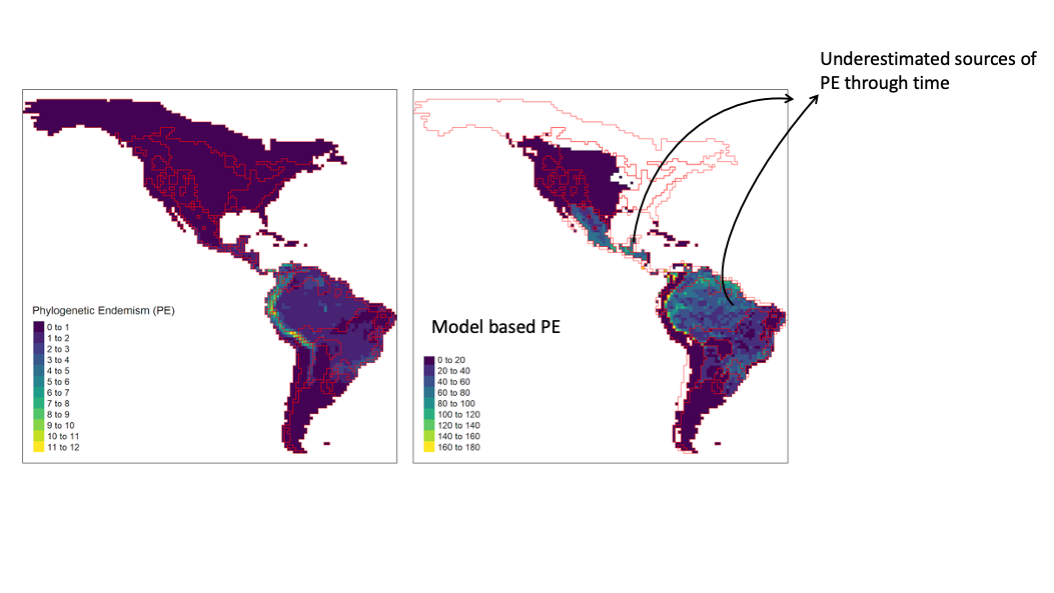 Underestimated sources of
PE through time
Phylogenetic Endemism (PE)
0 to 1
1 to 2
2 to 3
3 to 4
4 to 5
5 to 6
6 to 7
7 to 8
8 to 9
9 to 10
10 to 11
11 to 12
Model based PE
0 to 20
20 to 40
40 to 60
60 to 80
80 to 100
100 to 120
120 to 140
140 to 160
160 to 180